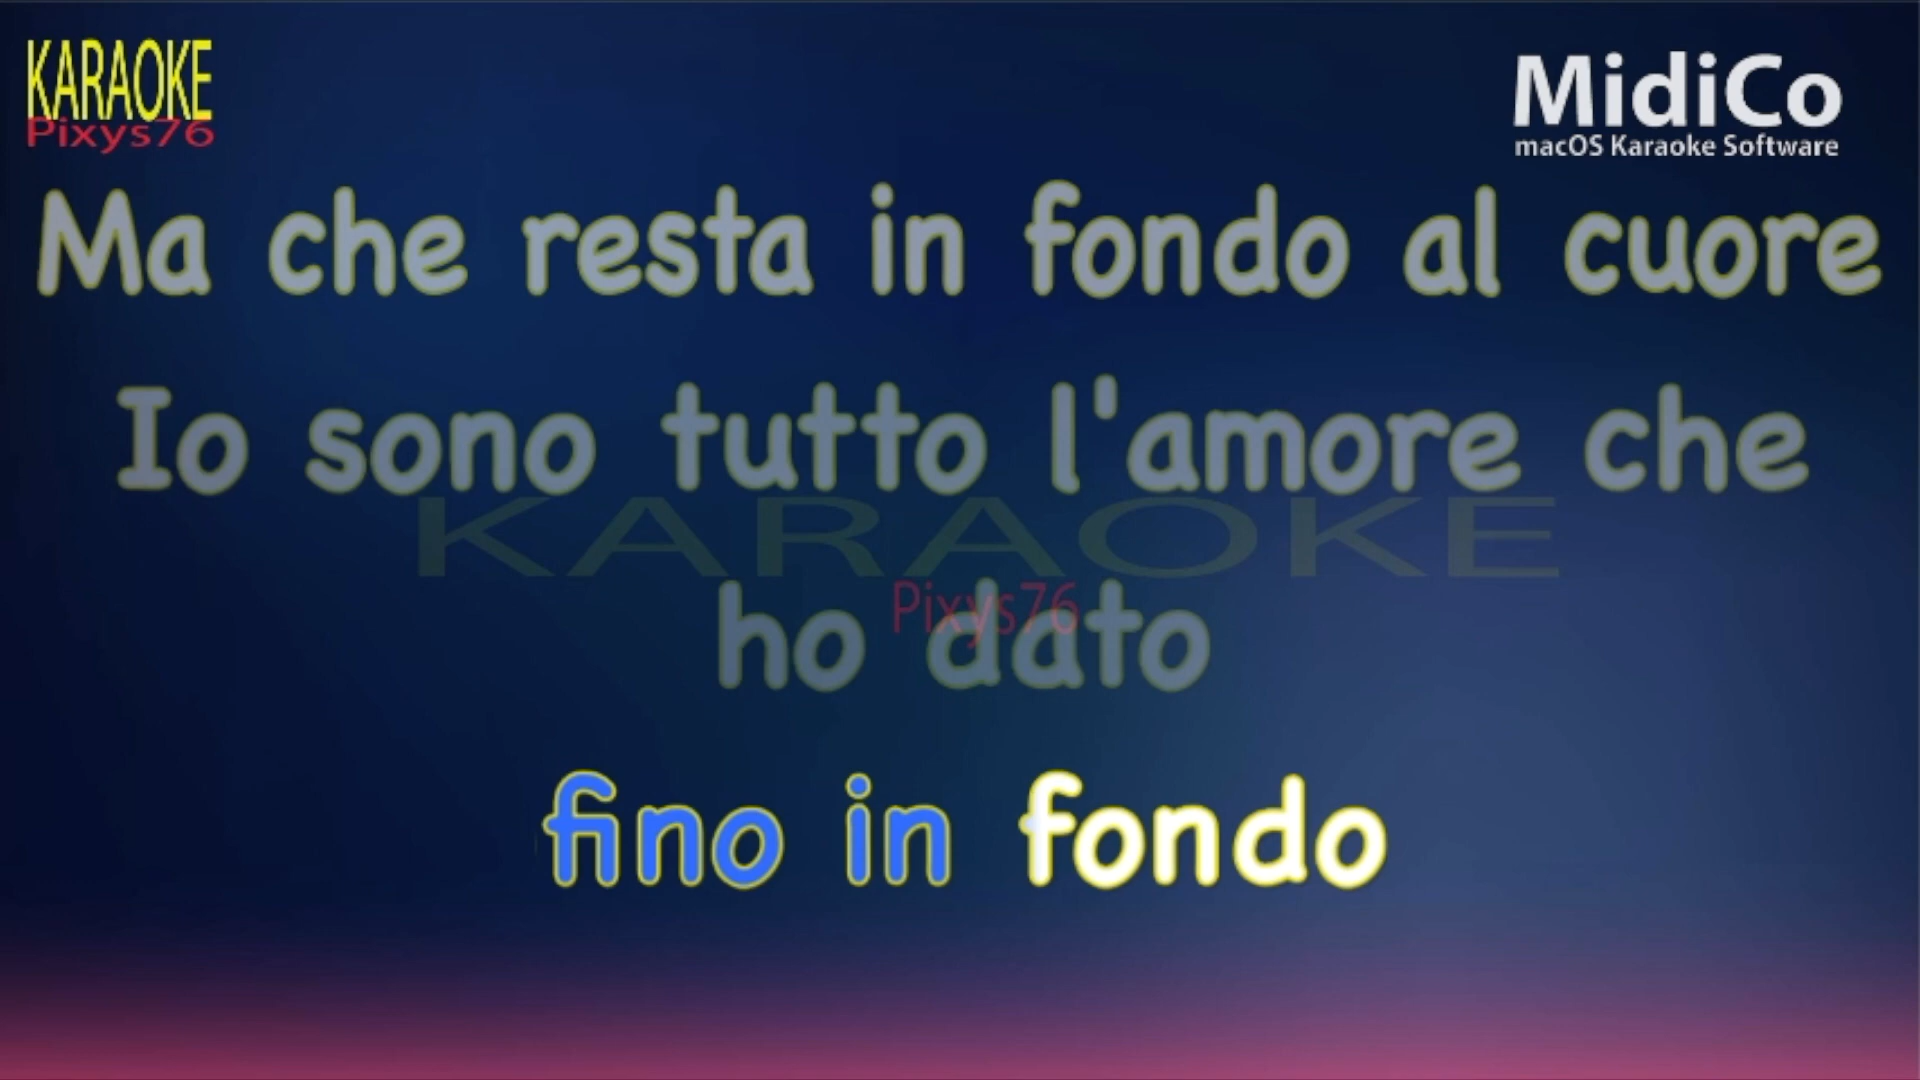 KARAOKE
Pixys76
MidiCo
macOS Karaoke Software
Ma che resta in fondo al cuore
Io sono tutto l'amore che
KARAOKE
Pixys76
ho dato
fino in fondo